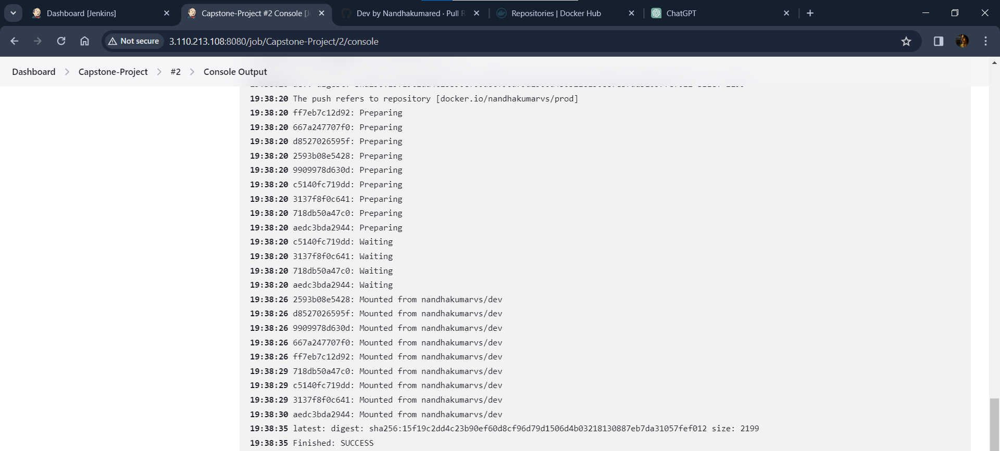 Dashboard [Jenkins]
Capstone-Project #2 Console [J
Dev by Nandhakumared · Pull R
Repositories | Docker Hub
ChatGPT
Not secure
3.110.213.108:8080/job/Capstone-Project/2/console
Dashboard
Capstone-Project
#2
Console Output
19:38:20 The push refers to repository [docker.io/nandhakumarvs/prod]
19:38:20 ff7eb7c12d92: Preparing
19:38:20 667a247707f0: Preparing
19:38:20 d8527026595f: Preparing
19:38:20 2593b08e5428: Preparing
19:38:20 9909978d630d: Preparing
19:38:20 c5140fc719dd: Preparing
19:38:20 3137f8f0c641: Preparing
19:38:20 718db50a47c0: Preparing
19:38:20 aedc3bda2944: Preparing
19:38:20 c5140fc719dd: Waiting
19:38:20 3137f8f0c641: Waiting
19:38:20 718db50a47c0: Waiting
19:38:20 aedc3bda2944: Waiting
19:38:26 2593b08e5428: Mounted from nandhakumarvs/dev
19:38:26 d8527026595f: Mounted from nandhakumarvs/dev
19:38:26 9909978d630d: Mounted from nandhakumarvs/dev
19:38:26 667a247707f0: Mounted from nandhakumarvs/dev
19:38:26 ff7eb7c12d92: Mounted from nandhakumarvs/dev
19:38:29 718db50a47c0: Mounted from nandhakumarvs/dev
19:38:29 c5140fc719dd: Mounted from nandhakumarvs/dev
19:38:29 3137f8f0c641: Mounted from nandhakumarvs/dev
19:38:30 aedc3bda2944: Mounted from nandhakumarvs/dev
19:38:35 latest: digest: sha256:15f19c2dd4c23b90ef60d8cf96d79d1506d4b03218130887eb7da31057fef012 size: 2199
19:38:35 Finished: SUCCESS